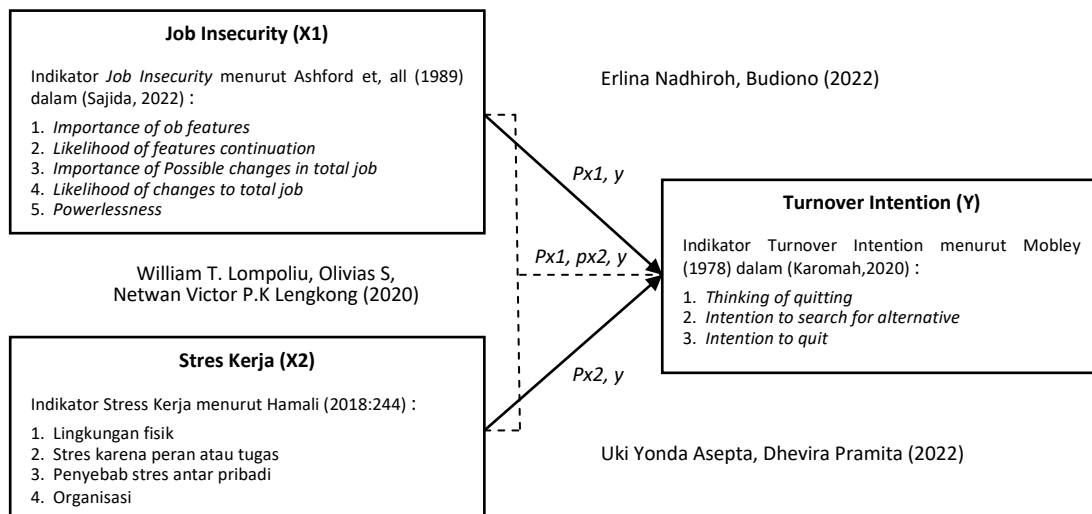 Job Insecurity (X1)
Indikator Job Insecurity menurut Ashford et, all (1989)
dalam (Sajida, 2022) :
1. Importance of ob features
2. Likelihood of features continuation
3. Importance of Possible changes in total job
4. Likelihood of changes to total job
5. Powerlessness
Erlina Nadhiroh, Budiono (2022)
Px1, y
William T. Lompoliu, Olivias S,
Netwan Victor P.K Lengkong (2020)
Px1, px2, y
Turnover Intention (Y)
Indikator Turnover Intention menurut Mobley
(1978) dalam (Karomah,2020) :
1. Thinking of quitting
2. Intention to search for alternative
3. Intention to quit
Stres Kerja (X2)
Indikator Stress Kerja menurut Hamali (2018:244) :
1. Lingkungan fisik
2. Stres karena peran atau tugas
3. Penyebab stres antar pribadi
4. Organisasi
Px2, y
Uki Yonda Asepta, Dhevira Pramita (2022)